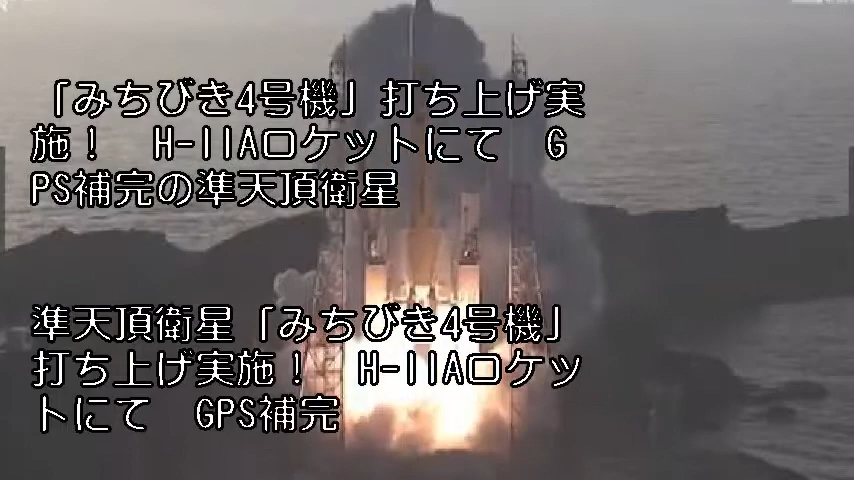 「みちびき4号機」打ち上げ実
施！　H-IIAロケットにて　G
PS補完の準天頂衛星
準天頂衛星「みちびき4号機」
打ち上げ実施！　H-IIAロケッ
トにて　GPS補完